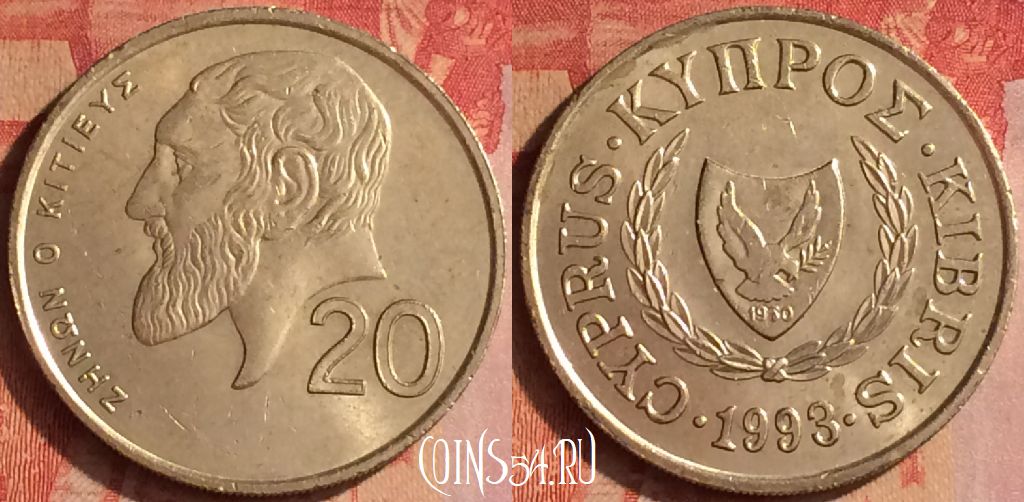 ΖΗΝΩΝ Ο ΚΙΤΙΕΥΣ
20
CYPRUS · ΚΥΠΡΟΣ · KIBRIS
· 1993 ·
1960
COINS54.RU